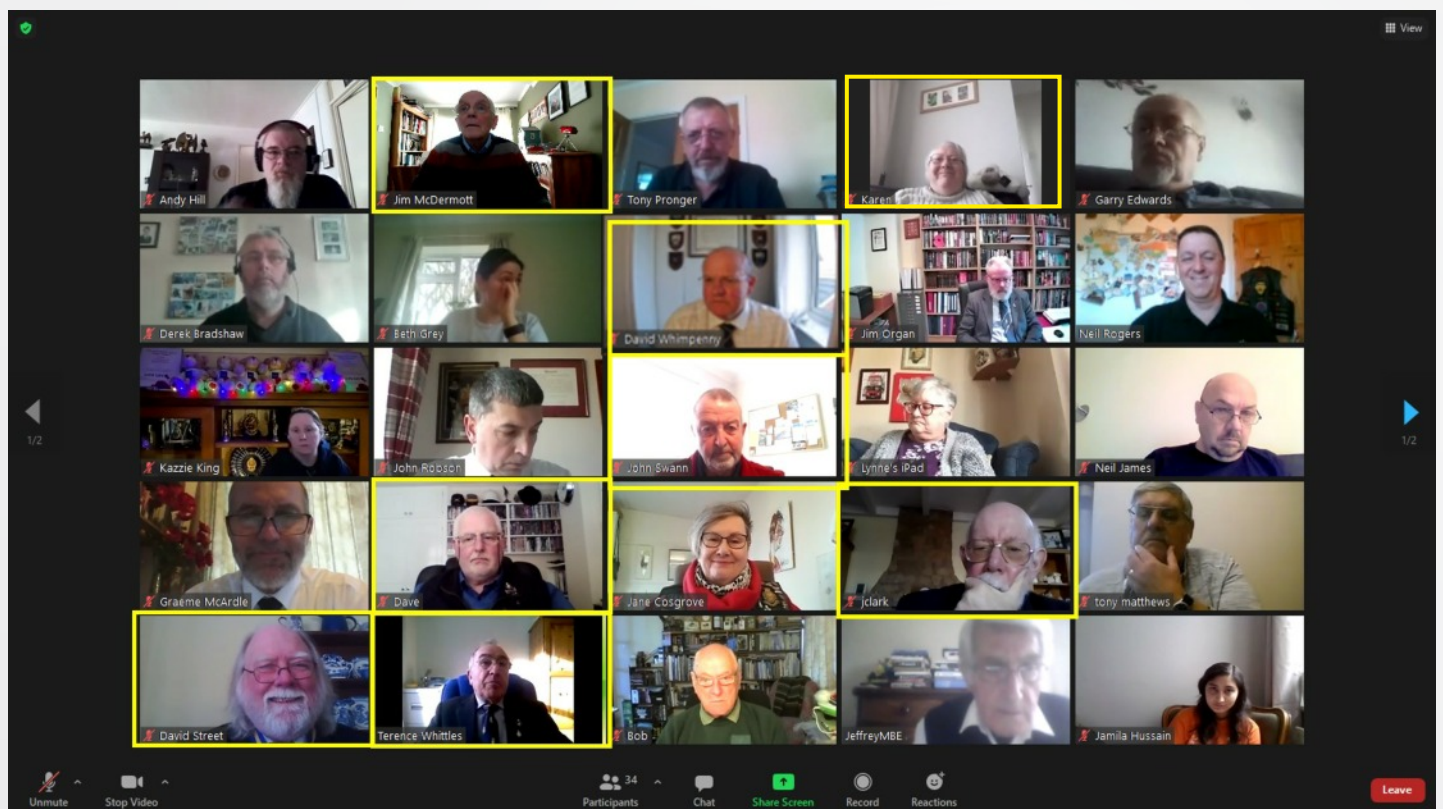 View
Andy Hill
Jim McDermott
Tony Pronger
Karen
Garry Edwards
Derek Bradshaw
Beth Grey
David Whimpenny
Jim Organ
Neil Rogers
Kazzie King
John Robson
John Swann
Lynne's iPad
Neil James
Graeme McArdle
Dave
Jane Cosgrove
jclark
tony matthews
David Street
Terence Whittles
Bob
JeffreyMBE
Jamila Hussain
1/2
1/2
34
Unmute
Stop Video
Participants
Chat
Share Screen
Record
Reactions
Leave